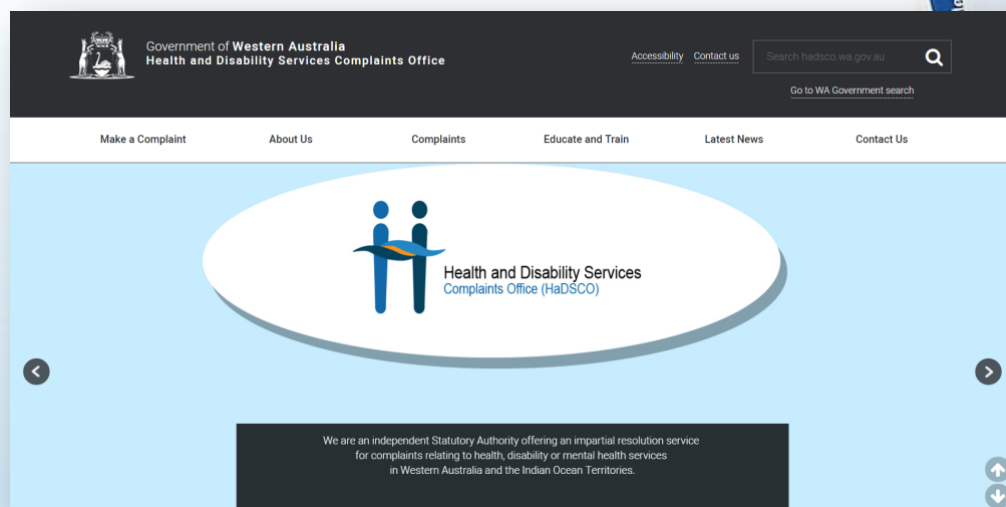 Government of Western Australia
Health and Disability Services Complaints Office
Accessibility Contact us
Search hadsco.wa.gov.au
Go to WA Government search
Make a Complaint About Us Complaints Educate and Train Latest News Contact Us
Health and Disability Services
Complaints Office (HaDSCO)
We are an independent Statutory Authority offering an impartial resolution service
for complaints relating to health, disability or mental health services
in Western Australia and the Indian Ocean Territories.